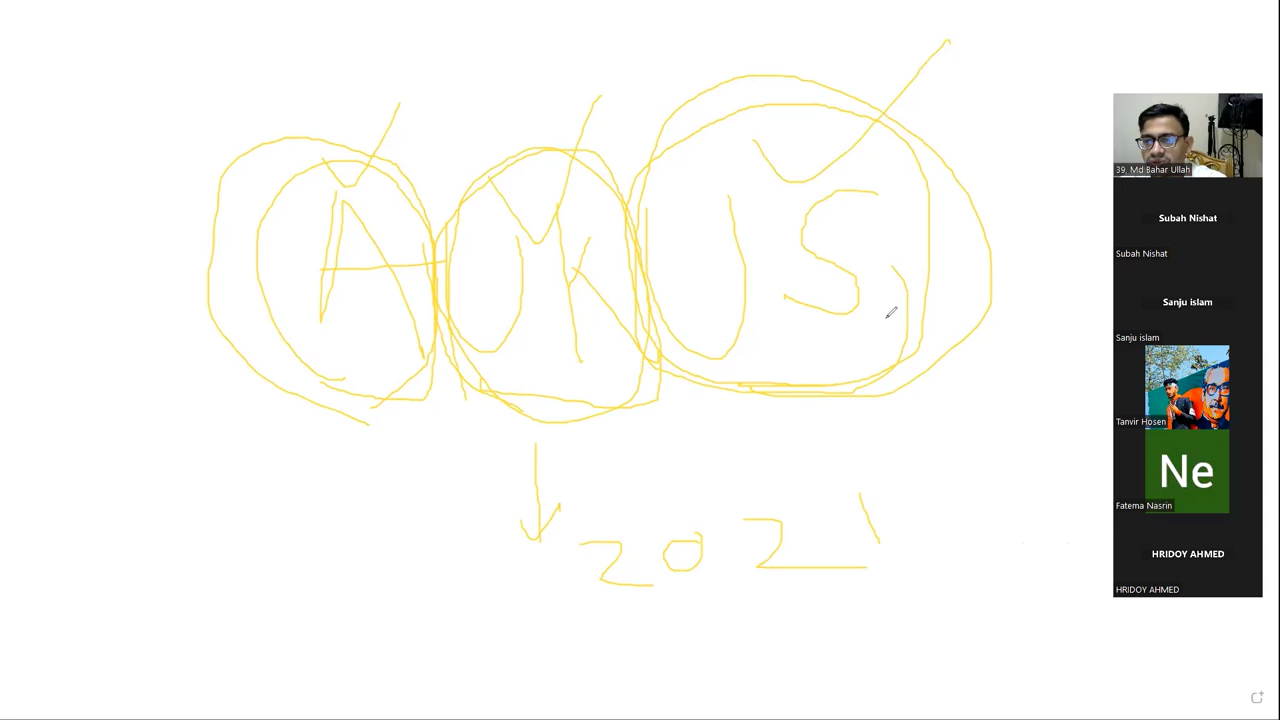 AUKUS
2021
39, Md Bahar Ullah
Subah Nishat
Subah Nishat
Sanju islam
Sanju islam
Tanvir Hosen
Ne
Fatema Nasrin
HRIDOY AHMED
HRIDOY AHMED